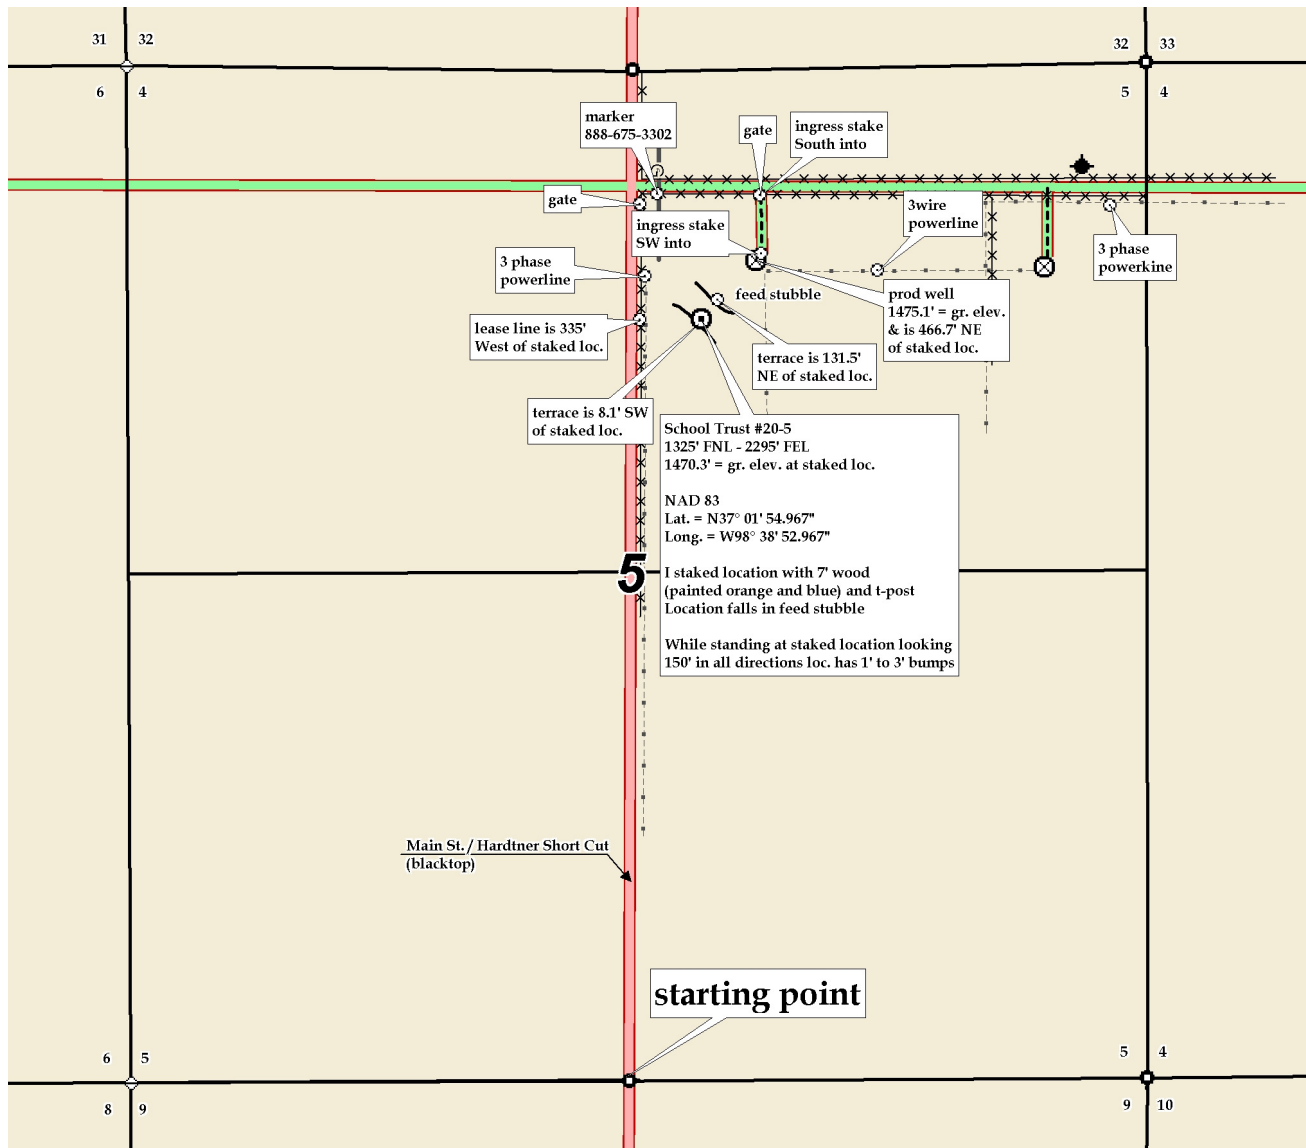 31 32
32 33
6 4
5 4
marker
888-675-3302
gate
ingress stake
South into
gate
3wire
powerline
ingress stake
SW into
3 phase
powerkine
3 phase
powerline
feed stubble
prod well
1475.1' = gr. elev.
& is 466.7' NE
of staked loc.
lease line is 335'
West of staked loc.
terrace is 131.5'
NE of staked loc.
terrace is 8.1' SW
of staked loc.
School Trust #20-5
1325' FNL - 2295' FEL
1470.3' = gr. elev. at staked loc.
NAD 83
Lat. = N37° 01' 54.967"
Long. = W98° 38' 52.967"
I staked location with 7' wood
(painted orange and blue) and t-post
Location falls in feed stubble
While standing at staked location looking
150' in all directions loc. has 1' to 3' bumps
5
Main St./ Hardtner Short Cut
(blacktop)
starting point
6 5
5 4
8 9
9 10